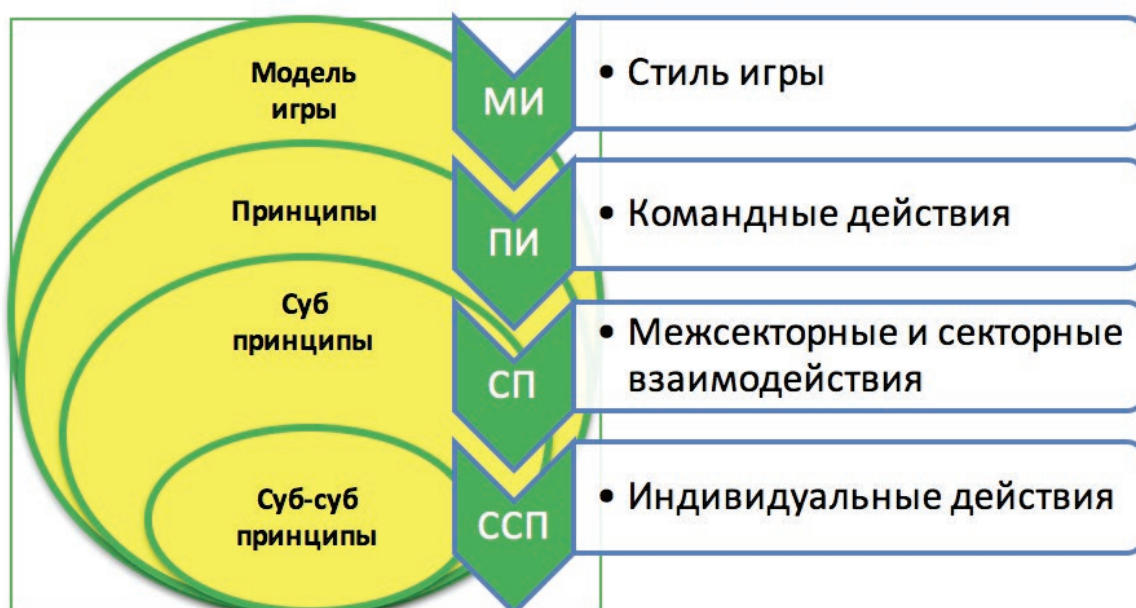 Модель
игры
МИ
• Стиль игры
Принципы
ПИ
• Командные действия
Суб
принципы
СП
• Межсекторные и секторные
взаимодействия
Суб-суб
принципы
ССП
• Индивидуальные действия